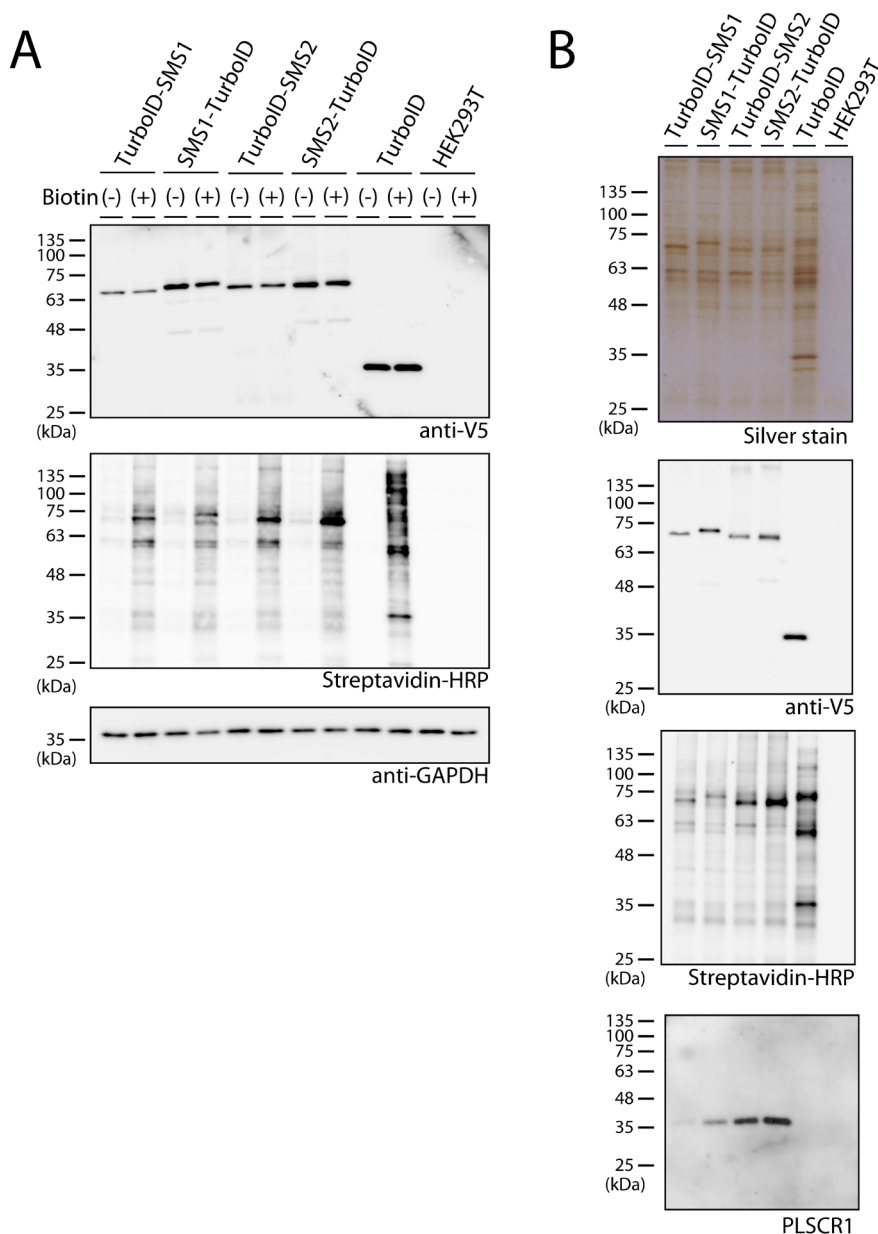 A
TurboID-SMS1
SMS1-TurboID
TurboID-SMS2
SMS2-TurboID
TurboID
HEK293T
Biotin (-) (+) (-) (+) (-) (+) (-) (+) (-) (+) (-) (+)
135
100
75
63
48
35
25
(kDa)
anti-V5
135
100
75
63
48
35
25
(kDa)
Streptavidin-HRP
35
(kDa)
anti-GAPDH
B
TurboID-SMS1
SMS1-TurboID
TurboID-SMS2
SMS2-TurboID
TurboID
HEK293T
135
100
75
63
48
35
25
(kDa)
Silver stain
135
100
75
63
48
35
25
(kDa)
anti-V5
135
100
75
63
48
35
25
(kDa)
Streptavidin-HRP
135
100
75
63
48
35
25
(kDa)
PLSCR1